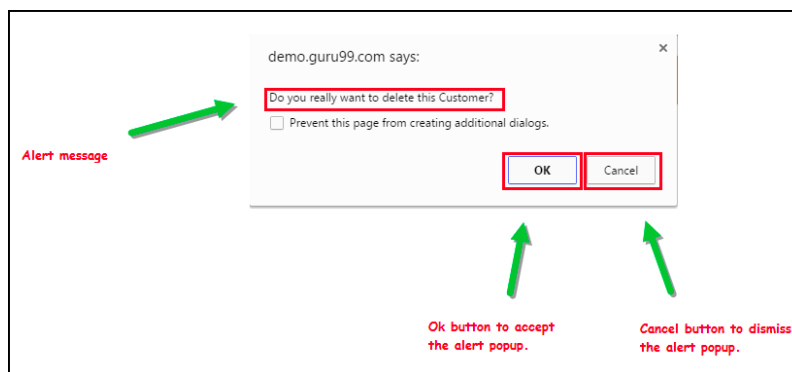 demo.guru99.com says:
Do you really want to delete this Customer?
Prevent this page from creating additional dialogs.
Alert message
OK
Cancel
Ok button to accept
the alert popup.
Cancel button to dismiss
the alert popup.